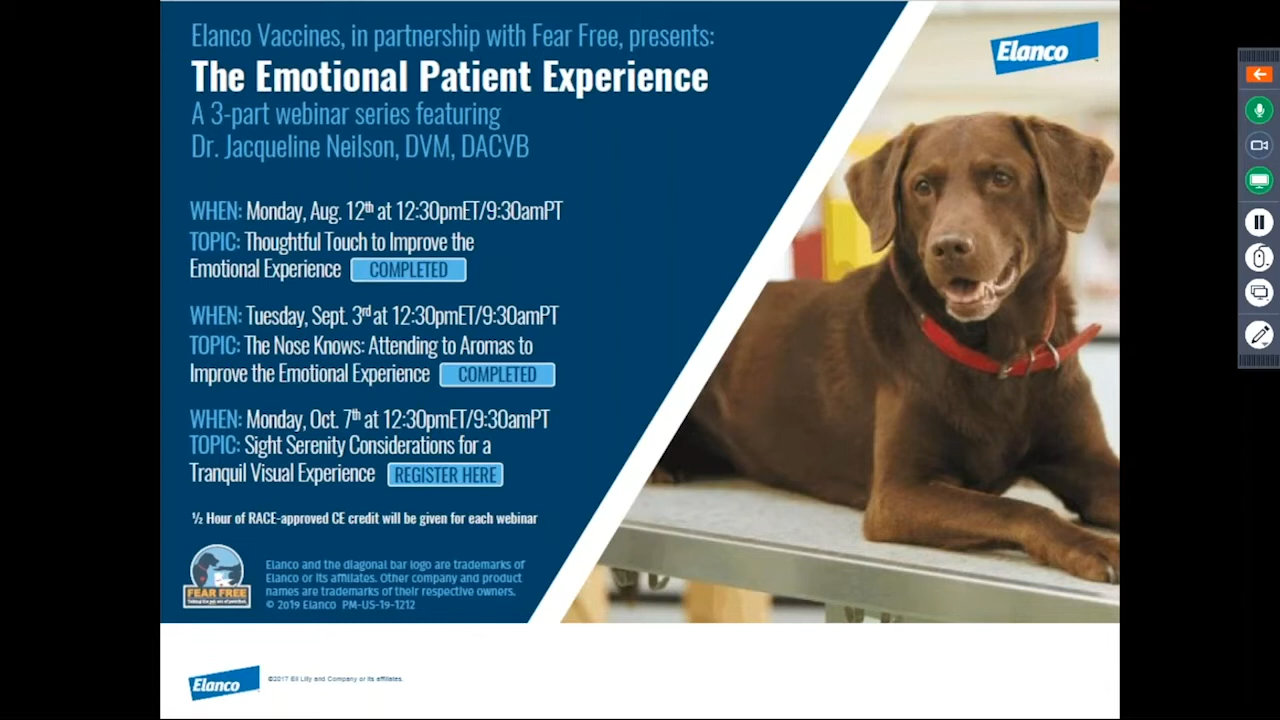 Elanco Vaccines, in partnership with Fear Free, presents:
The Emotional Patient Experience
A 3-part webinar series featuring
Dr. Jacqueline Neilson, DVM, DACVB
Elanco
WHEN: Monday, Aug. 12th at 12:30pmET/9:30amPT
TOPIC: Thoughtful Touch to Improve the
Emotional Experience COMPLETED
WHEN: Tuesday, Sept. 3rd at 12:30pmET/9:30amPT
TOPIC: The Nose Knows: Attending to Aromas to
Improve the Emotional Experience COMPLETED
WHEN: Monday, Oct. 7th at 12:30pmET/9:30amPT
TOPIC: Sight Serenity Considerations for a
Tranquil Visual Experience REGISTER HERE
½ Hour of RACE-approved CE credit will be given for each webinar
FEAR FREE
Elanco and the diagonal bar logo are trademarks of
Elanco or its affiliates. Other company and product
names are trademarks of their respective owners.
© 2019 Elanco PM-US-19-1212
Elanco
©2017 Eli Lilly and Company or its affiliates.